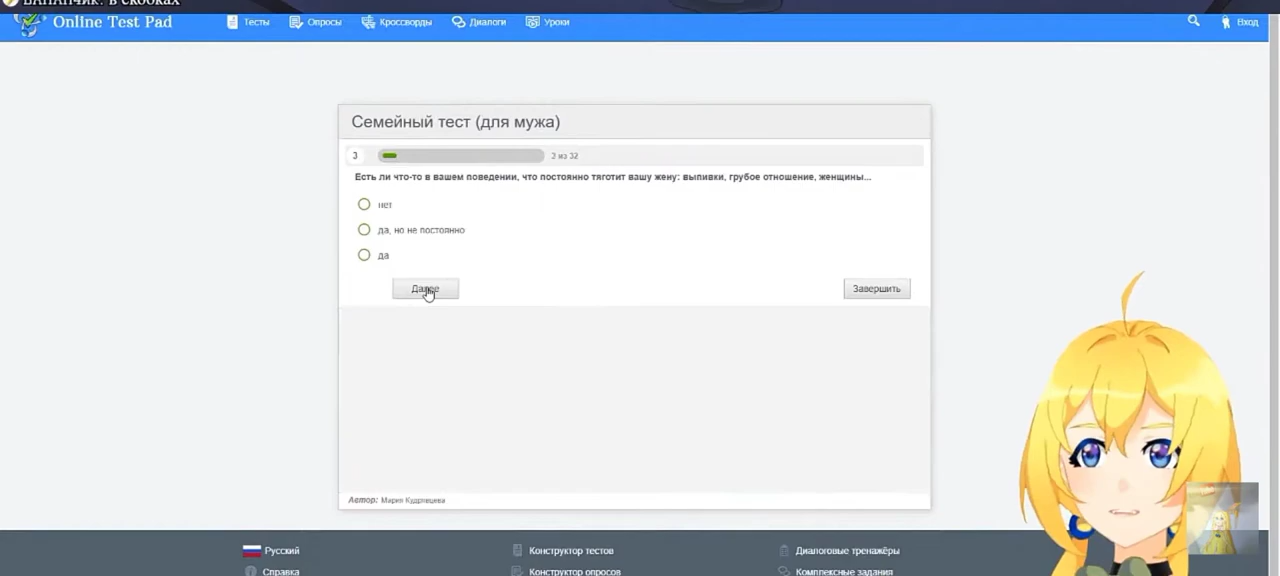 БАНАНчик: в скобках
Online Test Pad
Тесты
Опросы
Кроссворды
Диалоги
Уроки
Вход
Семейный тест (для мужа)
3
3 из 32
Есть ли что-то в вашем поведении, что постоянно тяготит вашу жену: выпивки, грубое отношение, женщины...
нет
да, но не постоянно
да
Далее
Завершить
Автор: Мария Кудрявцева
Русский
Конструктор тестов
Диалоговые тренажёры
Справка
Конструктор опросов
Комплексные задания